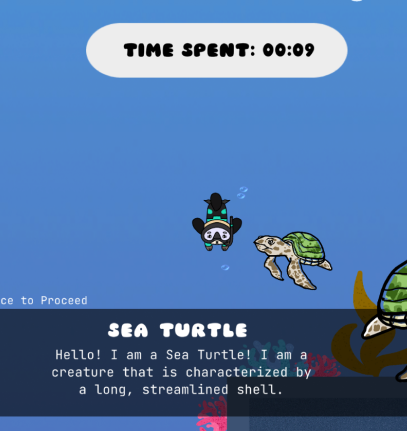 TIME SPENT: 00:09
ce to Proceed
SEA TURTLE
Hello! I am a Sea Turtle! I am a
creature that is characterized by
a long, streamlined shell.